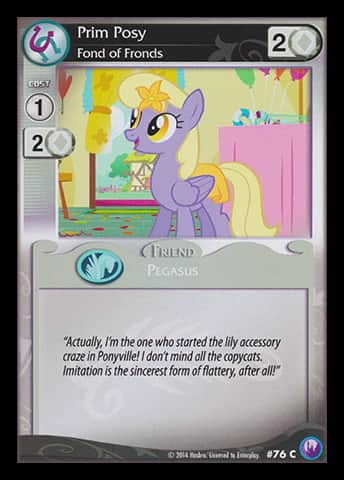 Prim Posy
Fond of Fronds
2
COST
1
2
FRIEND
PEGASUS
“Actually, I’m the one who started the lily accessory
craze in Ponyville! I don’t mind all the copycats.
Imitation is the sincerest form of flattery, after all!”
© 2014 Hasbro. Licensed to Enterplay.
#76 C